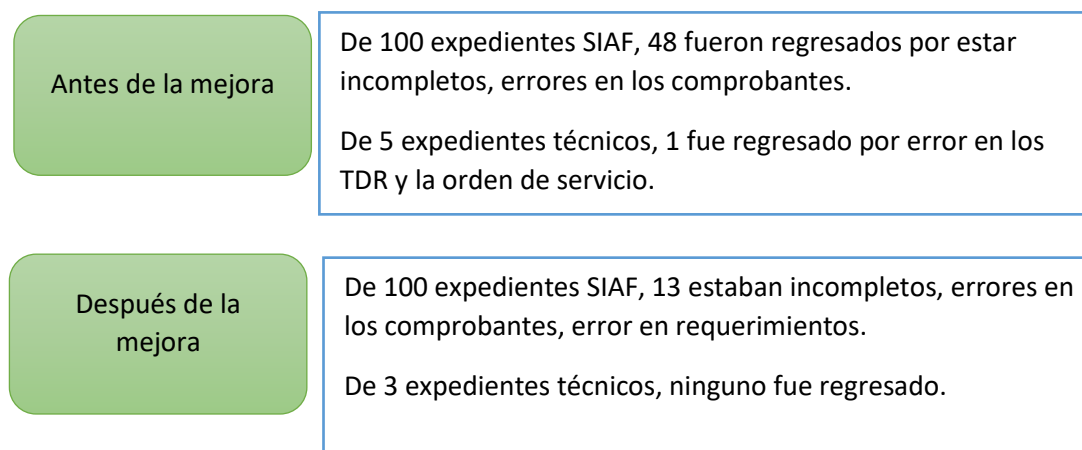 Antes de la mejora
De 100 expedientes SIAF, 48 fueron regresados por estar
incompletos, errores en los comprobantes.
De 5 expedientes técnicos, 1 fue regresado por error en los
TDR y la orden de servicio.
Después de la
mejora
De 100 expedientes SIAF, 13 estaban incompletos, errores en
los comprobantes, error en requerimientos.
De 3 expedientes técnicos, ninguno fue regresado.